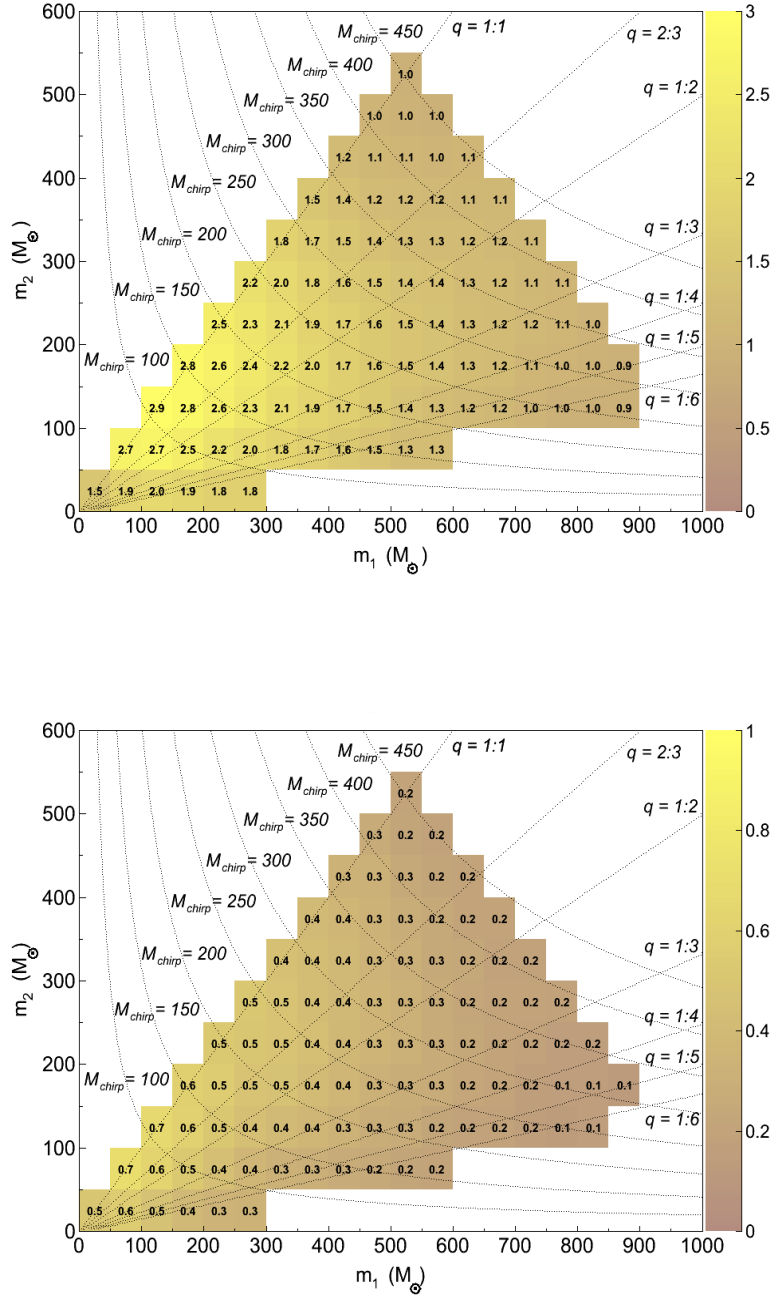 600
3
M_chirp= 450
q = 1:1
q = 2:3
M_chirp= 400
1.0
q = 1:2
500
2.5
M_chirp= 350
1.0 1.0 1.0
M_chirp= 300
1.2 1.1 1.1 1.0 1.1
400
2
M_chirp= 250
1.5 1.4 1.2 1.2 1.2 1.1 1.1
M_chirp= 200
1.8 1.7 1.5 1.4 1.3 1.3 1.2 1.2 1.1
q = 1:3
m2 (M⊙)
300
1.5
M_chirp= 150
2.2 2.0 1.8 1.6 1.5 1.4 1.4 1.3 1.2 1.1 1.1
q = 1:4
2.5 2.3 2.1 1.9 1.7 1.6 1.5 1.4 1.3 1.2 1.2 1.1 1.0
q = 1:5
200
1
M_chirp= 100
2.8 2.6 2.4 2.2 2.0 1.7 1.6 1.5 1.4 1.3 1.2 1.1 1.0 1.0 0.9
q = 1:6
2.9 2.8 2.6 2.3 2.1 1.9 1.7 1.5 1.4 1.3 1.2 1.2 1.0 1.0 1.0 0.9
100
0.5
2.7 2.7 2.5 2.2 2.0 1.8 1.7 1.6 1.5 1.3 1.3
1.5 1.9 2.0 1.9 1.8 1.8
0
0
0 100 200 300 400 500 600 700 800 900 1000
m1 (M⊙)
600
1
M_chirp= 450
q = 1:1
q = 2:3
M_chirp= 400
0.2
q = 1:2
500
M_chirp= 350
0.8
0.3 0.2 0.2
M_chirp= 300
0.3 0.3 0.3 0.2 0.2
400
M_chirp= 250
0.4 0.4 0.3 0.3 0.2 0.2 0.2
0.6
M_chirp= 200
0.4 0.4 0.4 0.3 0.3 0.3 0.2 0.2 0.2
q = 1:3
m2 (M⊙)
300
M_chirp= 150
0.5 0.5 0.4 0.4 0.3 0.3 0.3 0.2 0.2 0.2 0.2
q = 1:4
0.4
0.5 0.5 0.4 0.4 0.4 0.3 0.3 0.3 0.2 0.2 0.2 0.2 0.2
q = 1:5
200
M_chirp= 100
0.6 0.5 0.5 0.5 0.4 0.4 0.3 0.3 0.3 0.2 0.2 0.2 0.1 0.1 0.1
q = 1:6
0.7 0.6 0.5 0.4 0.4 0.4 0.3 0.3 0.3 0.2 0.2 0.2 0.2 0.1 0.1
100
0.2
0.7 0.6 0.5 0.4 0.4 0.3 0.3 0.3 0.2 0.2 0.2
0.5 0.6 0.5 0.4 0.3 0.3
0
0
0 100 200 300 400 500 600 700 800 900 1000
m1 (M⊙)